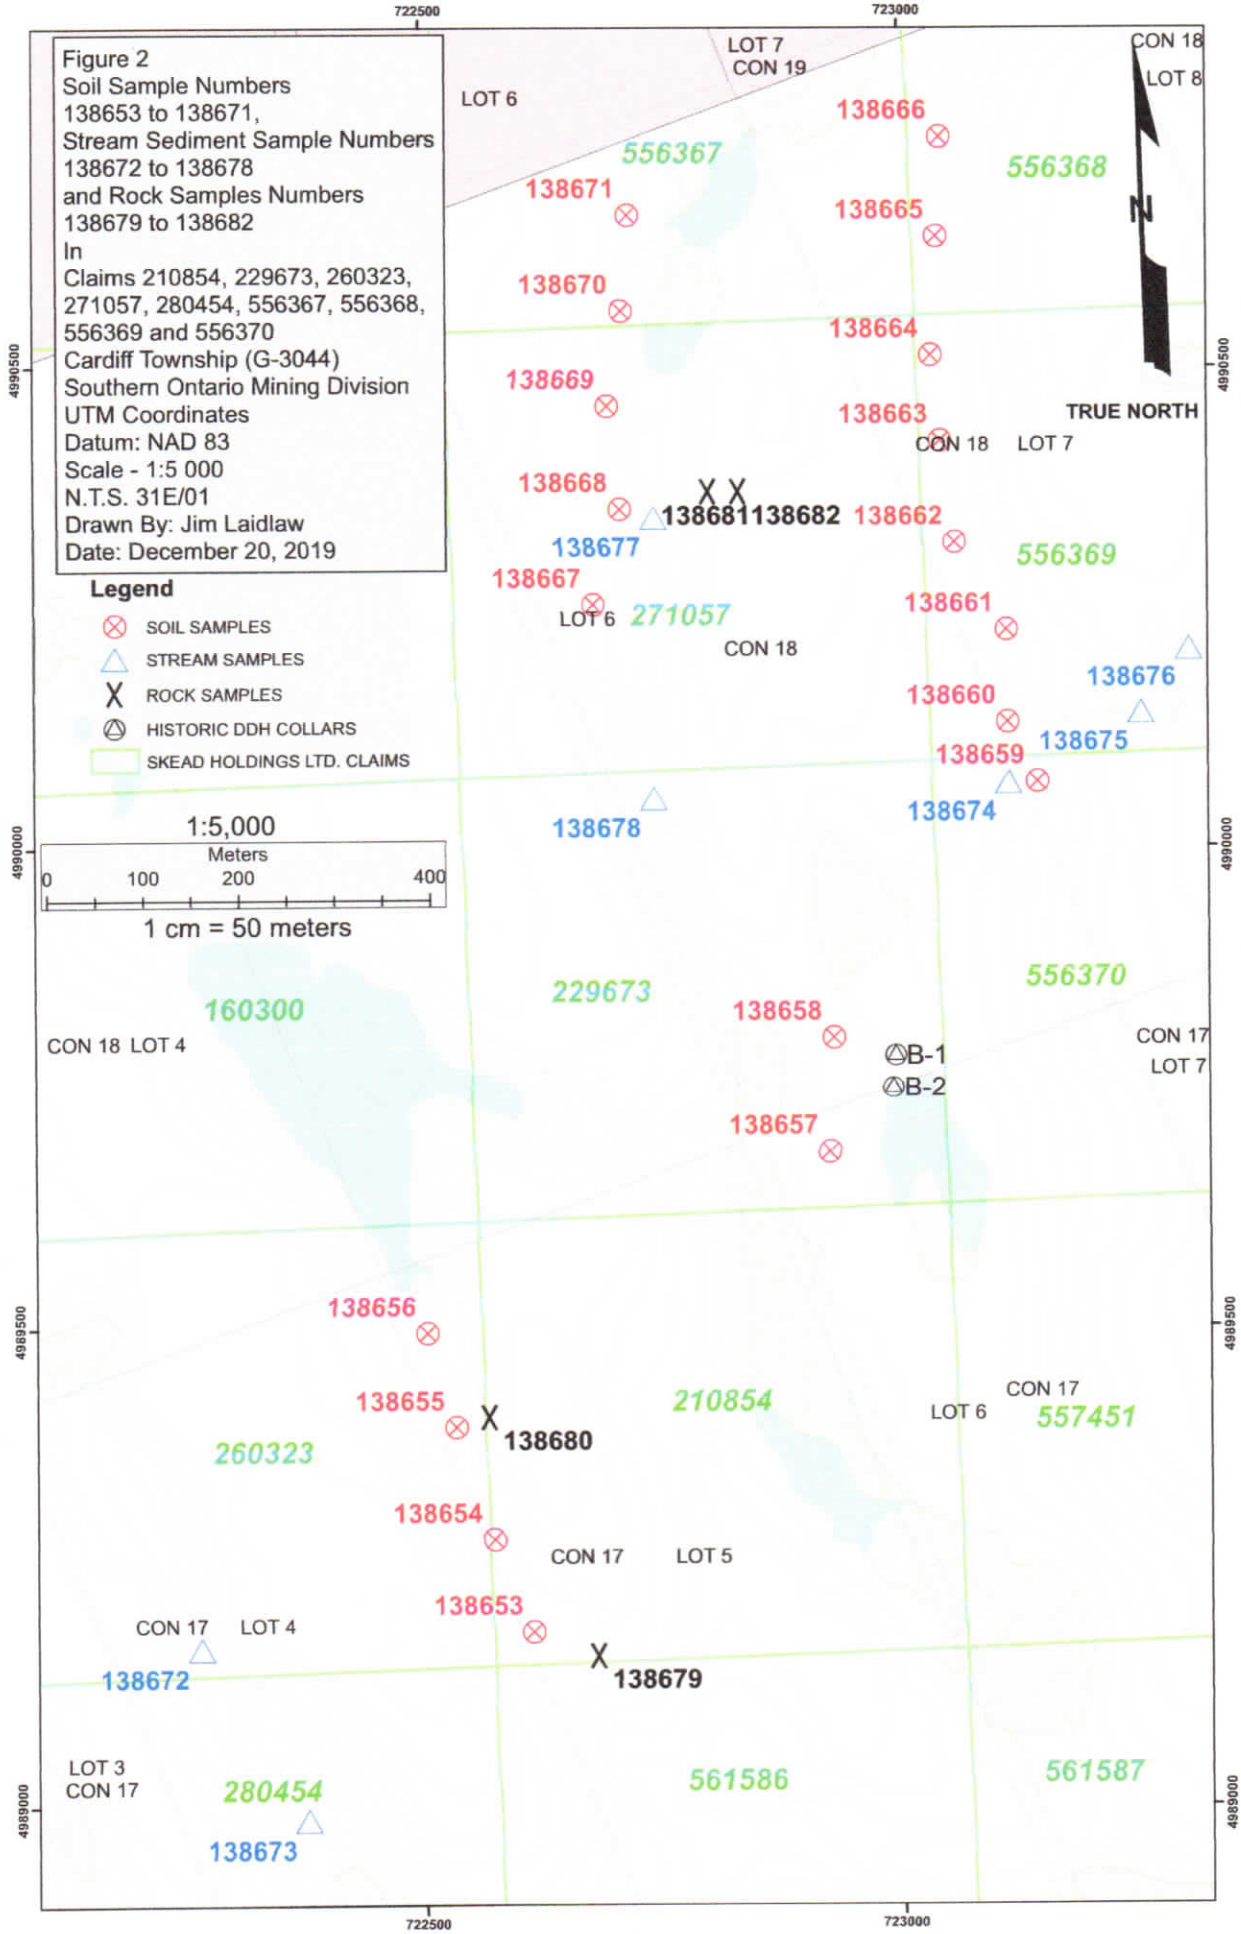 722500
723000
Figure 2
Soil Sample Numbers
138653 to 138671,
Stream Sediment Sample Numbers
138672 to 138678
and Rock Samples Numbers
138679 to 138682
In
Claims 210854, 229673, 260323,
271057, 280454, 556367, 556368,
556369 and 556370
Cardiff Township (G-3044)
Southern Ontario Mining Division
UTM Coordinates
Datum: NAD 83
Scale - 1:5 000
N.T.S. 31E/01
Drawn By: Jim Laidlaw
Date: December 20, 2019
Legend
SOIL SAMPLES
STREAM SAMPLES
ROCK SAMPLES
HISTORIC DDH COLLARS
SKEAD HOLDINGS LTD. CLAIMS
1:5,000
Meters
0 100 200 400
1 cm = 50 meters
LOT 7
CON 19
LOT 6
CON 18
LOT 8
138666
556367
556368
138671
138665
N
138670
138664
4990500
4990500
138669
TRUE NORTH
138663
CON 18 LOT 7
138668
138681 138682
138662
138677
556369
138667
LOT 6
271057
138661
CON 18
138676
138660
138675
138659
138674
138678
4990000
4990000
160300
229673
556370
138658
CON 18 LOT 4
CON 17
LOT 7
B-1
B-2
138657
138656
4989500
4989500
138655
210854
CON 17
LOT 6
557451
138680
260323
138654
CON 17 LOT 5
138653
CON 17 LOT 4
138672
138679
LOT 3
CON 17
280454
561586
561587
4989000
4989000
138673
722500
723000